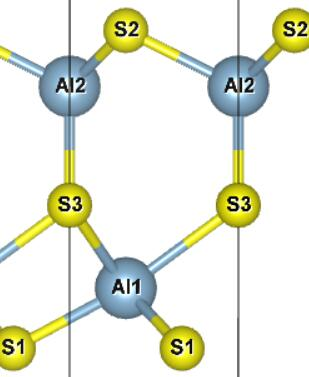 S2 S2
Al2 Al2
S3 S3
Al1
S1 S1